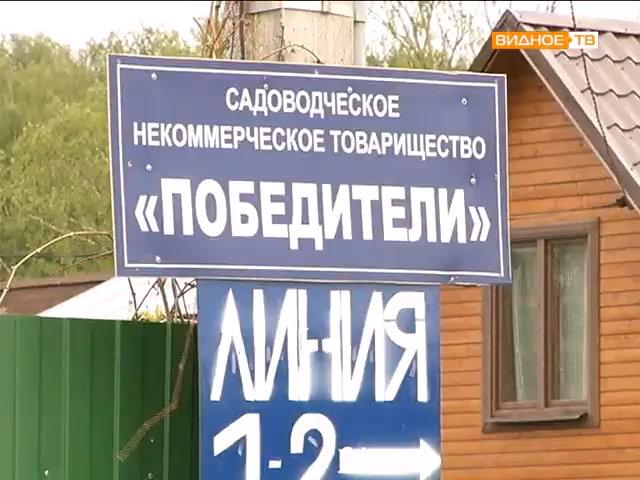 ВИДНОЕ ТВ
САДОВОДЧЕСКОЕ
НЕКОММЕРЧЕСКОЕ ТОВАРИЩЕСТВО
«ПОБЕДИТЕЛИ»
ЛИНИЯ
1-2